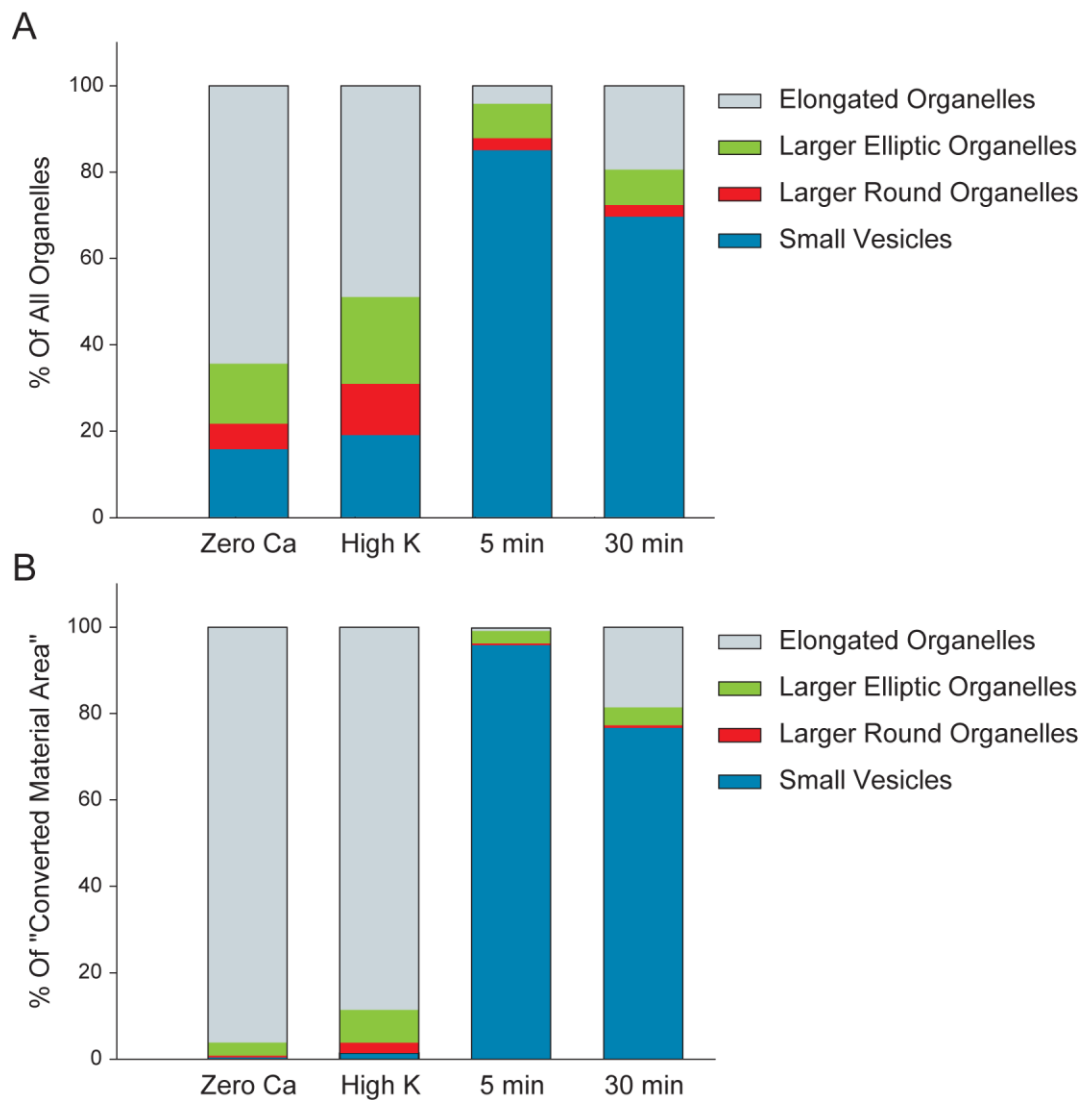 A
% Of All Organelles
100
80
60
40
20
0
Zero Ca
High K
5 min
30 min
Elongated Organelles
Larger Elliptic Organelles
Larger Round Organelles
Small Vesicles
B
% Of "Converted Material Area"
100
80
60
40
20
0
Zero Ca
High K
5 min
30 min
Elongated Organelles
Larger Elliptic Organelles
Larger Round Organelles
Small Vesicles